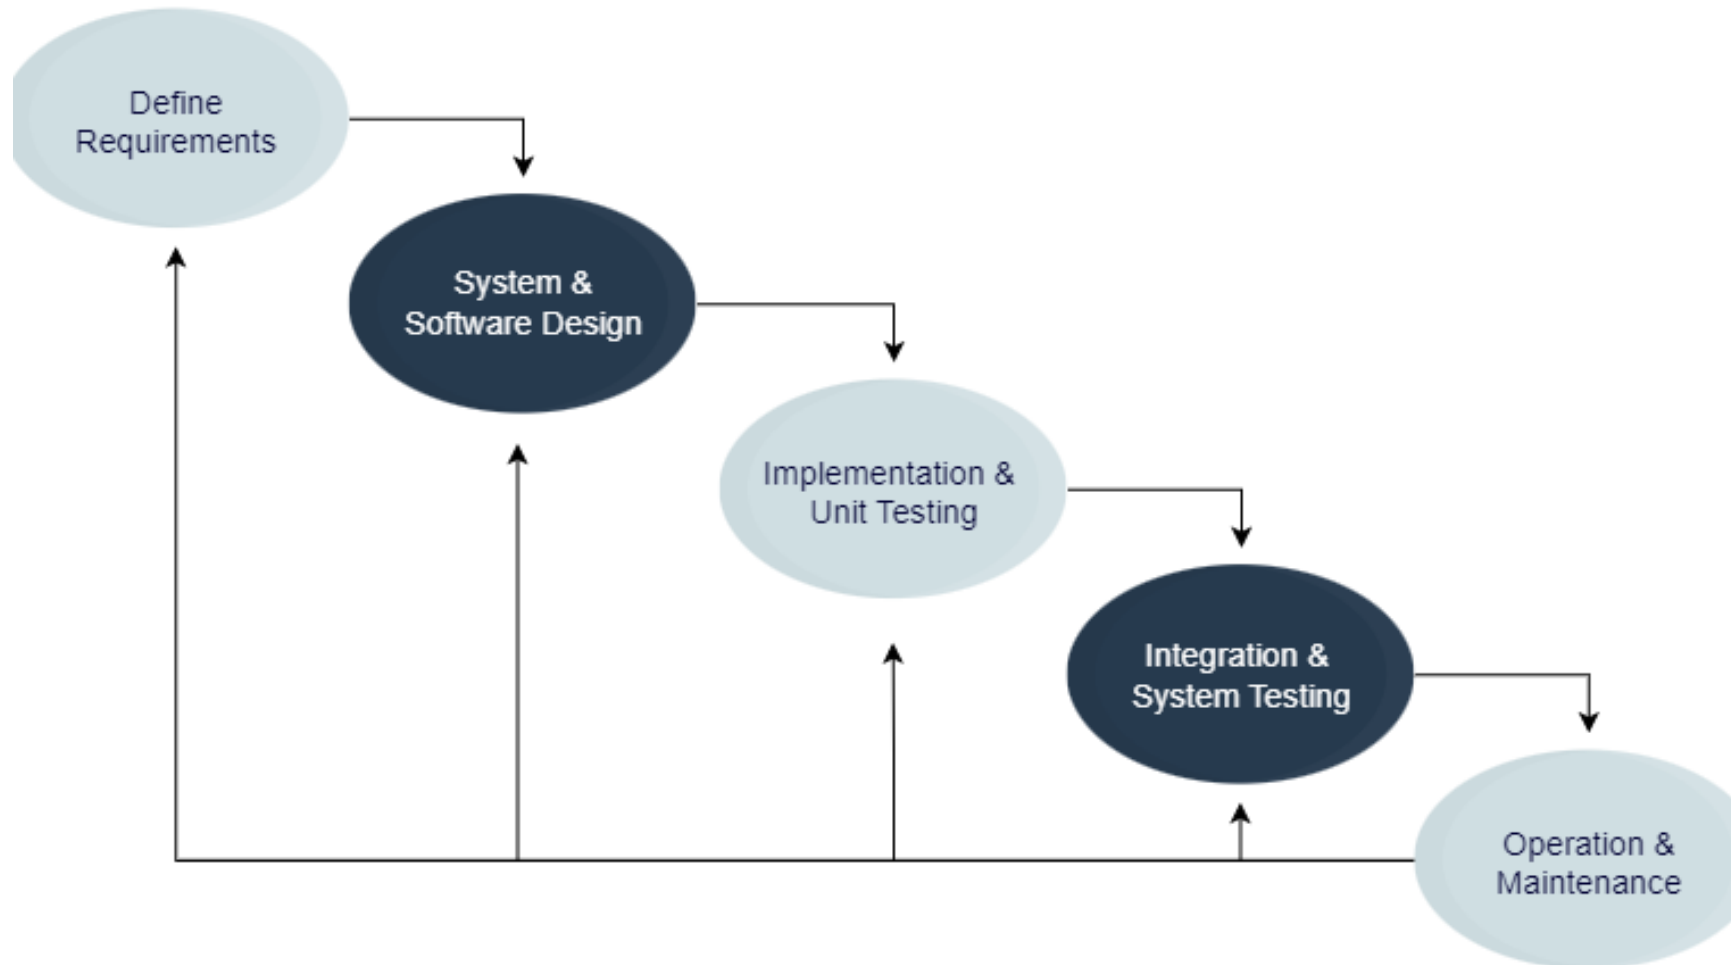 Define
Requirements
System &
Software Design
Implementation &
Unit Testing
Integration &
System Testing
Operation &
Maintenance